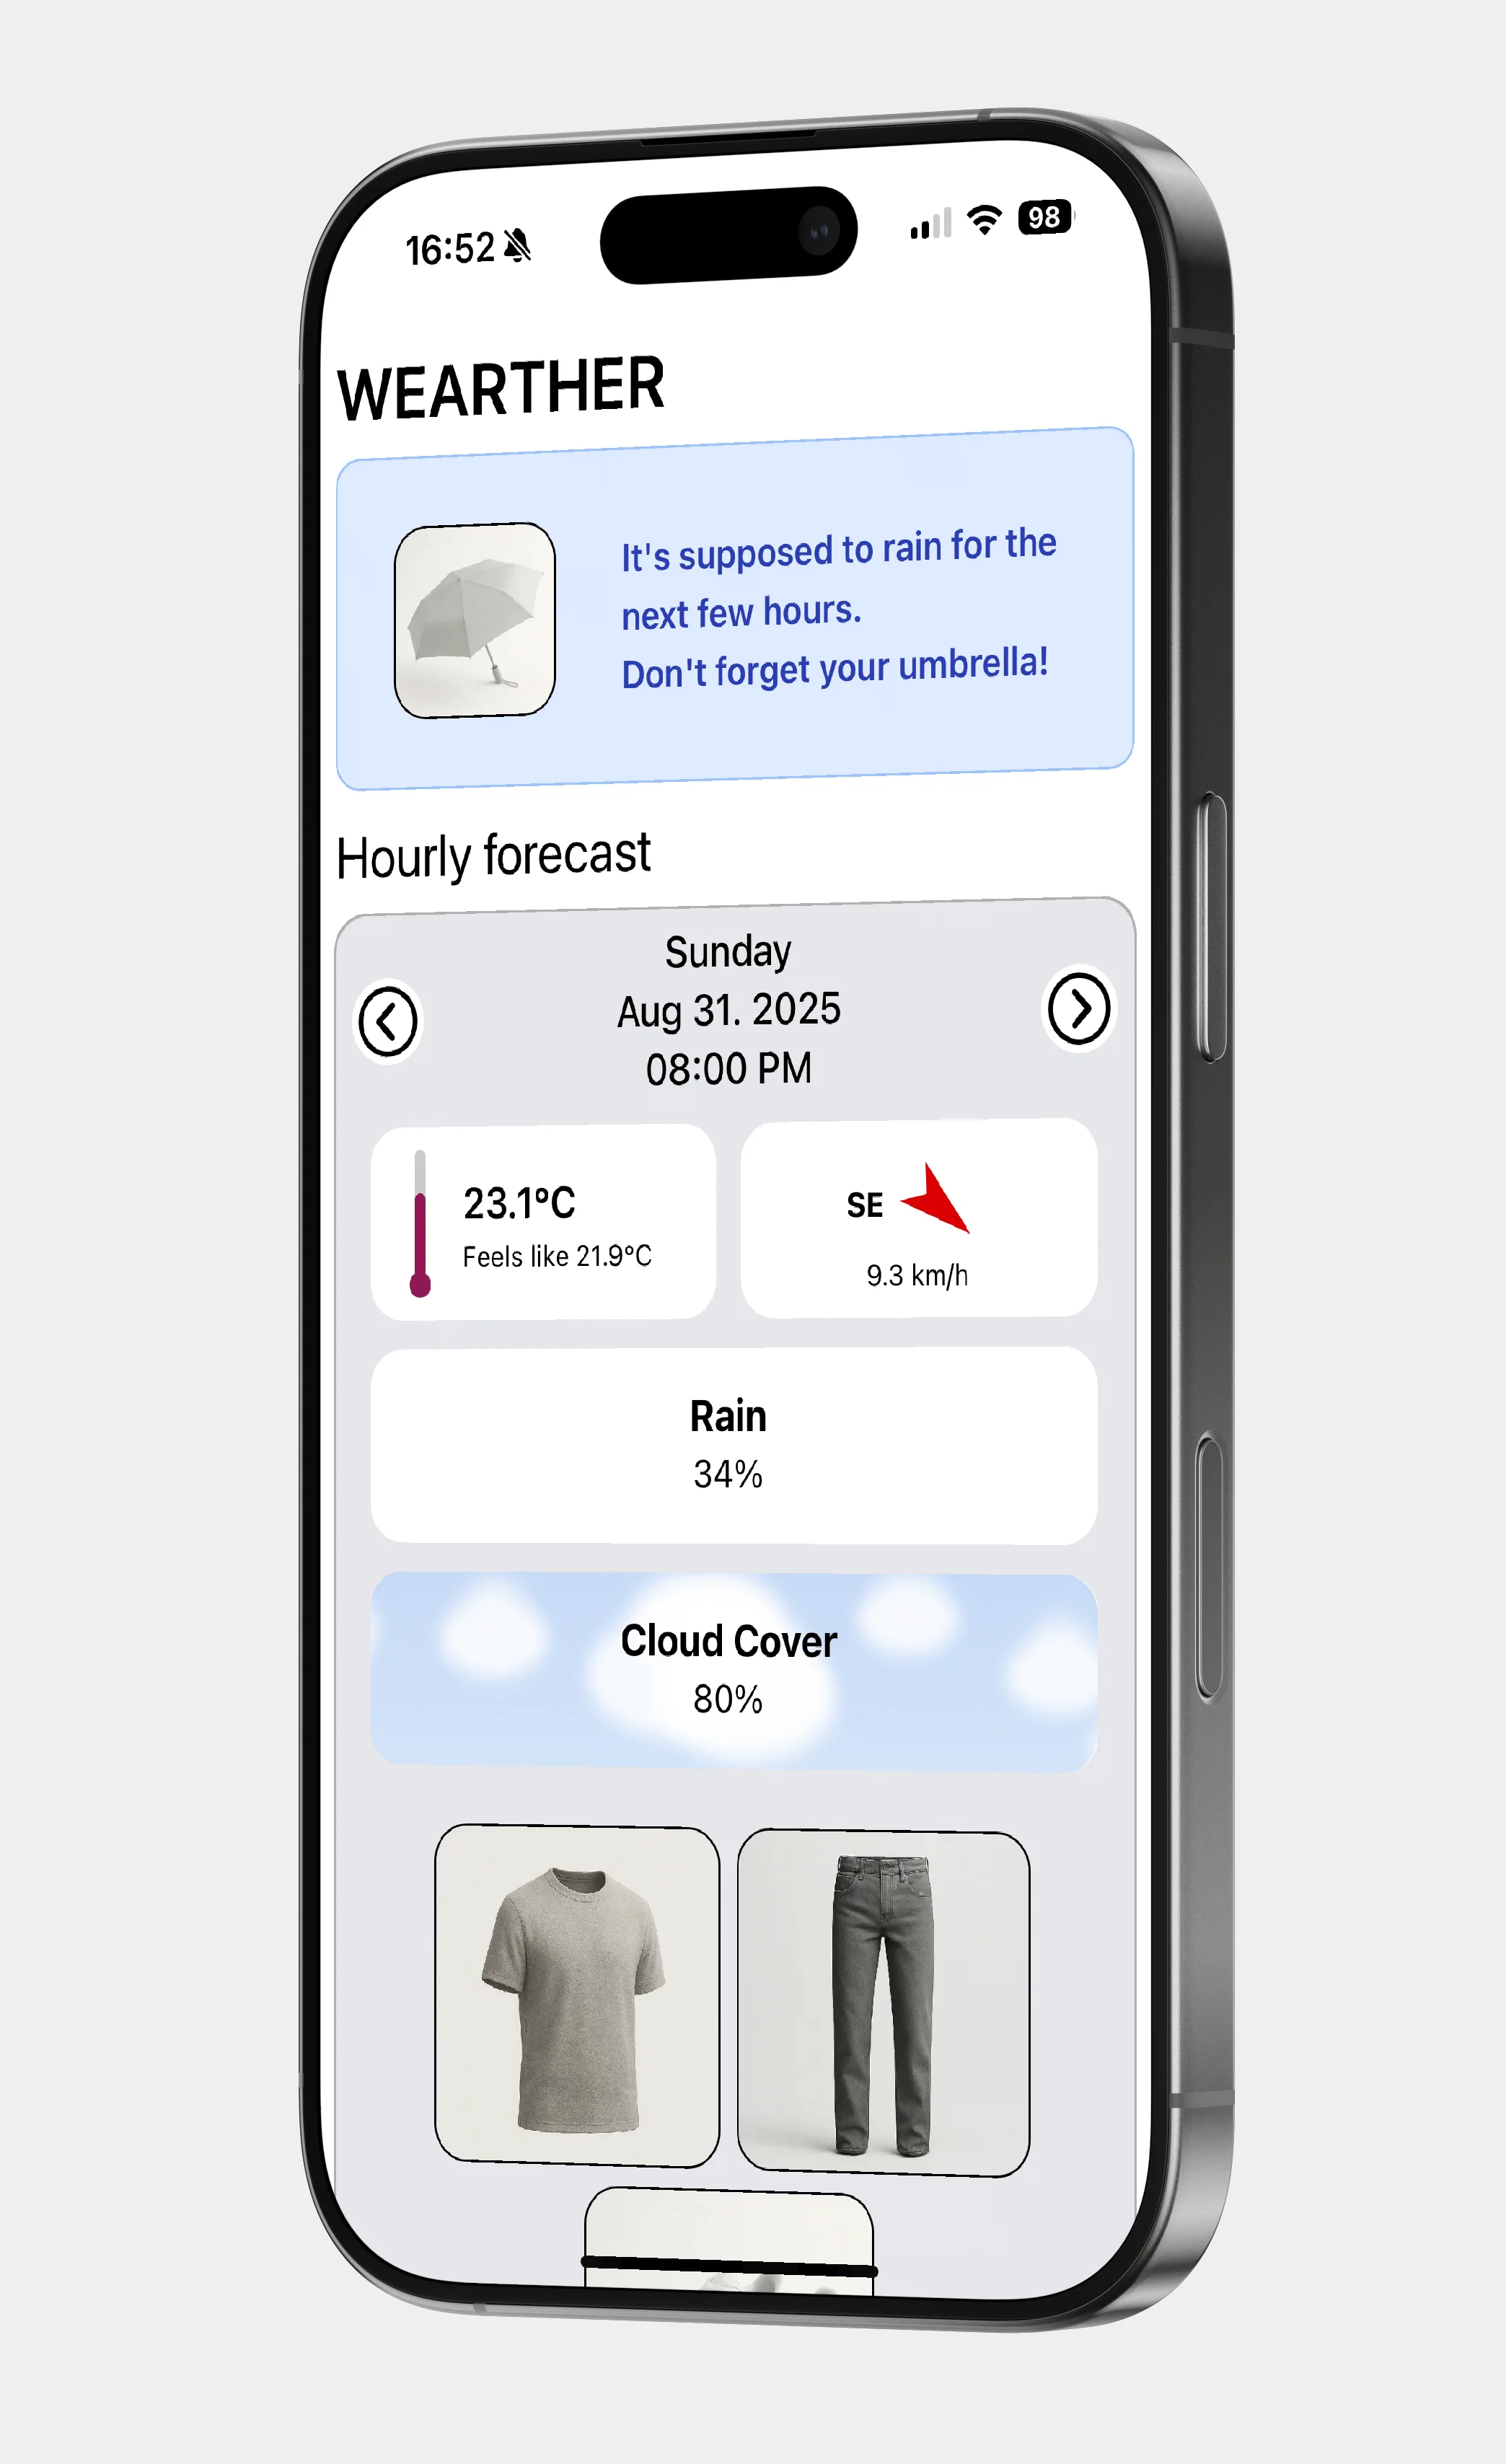 16:52
98
WEARTHER
It's supposed to rain for the
next few hours.
Don't forget your umbrella!
Hourly forecast
Sunday
Aug 31. 2025
08:00 PM
23.1°C
Feels like 21.9°C
SE
9.3 km/h
Rain
34%
Cloud Cover
80%